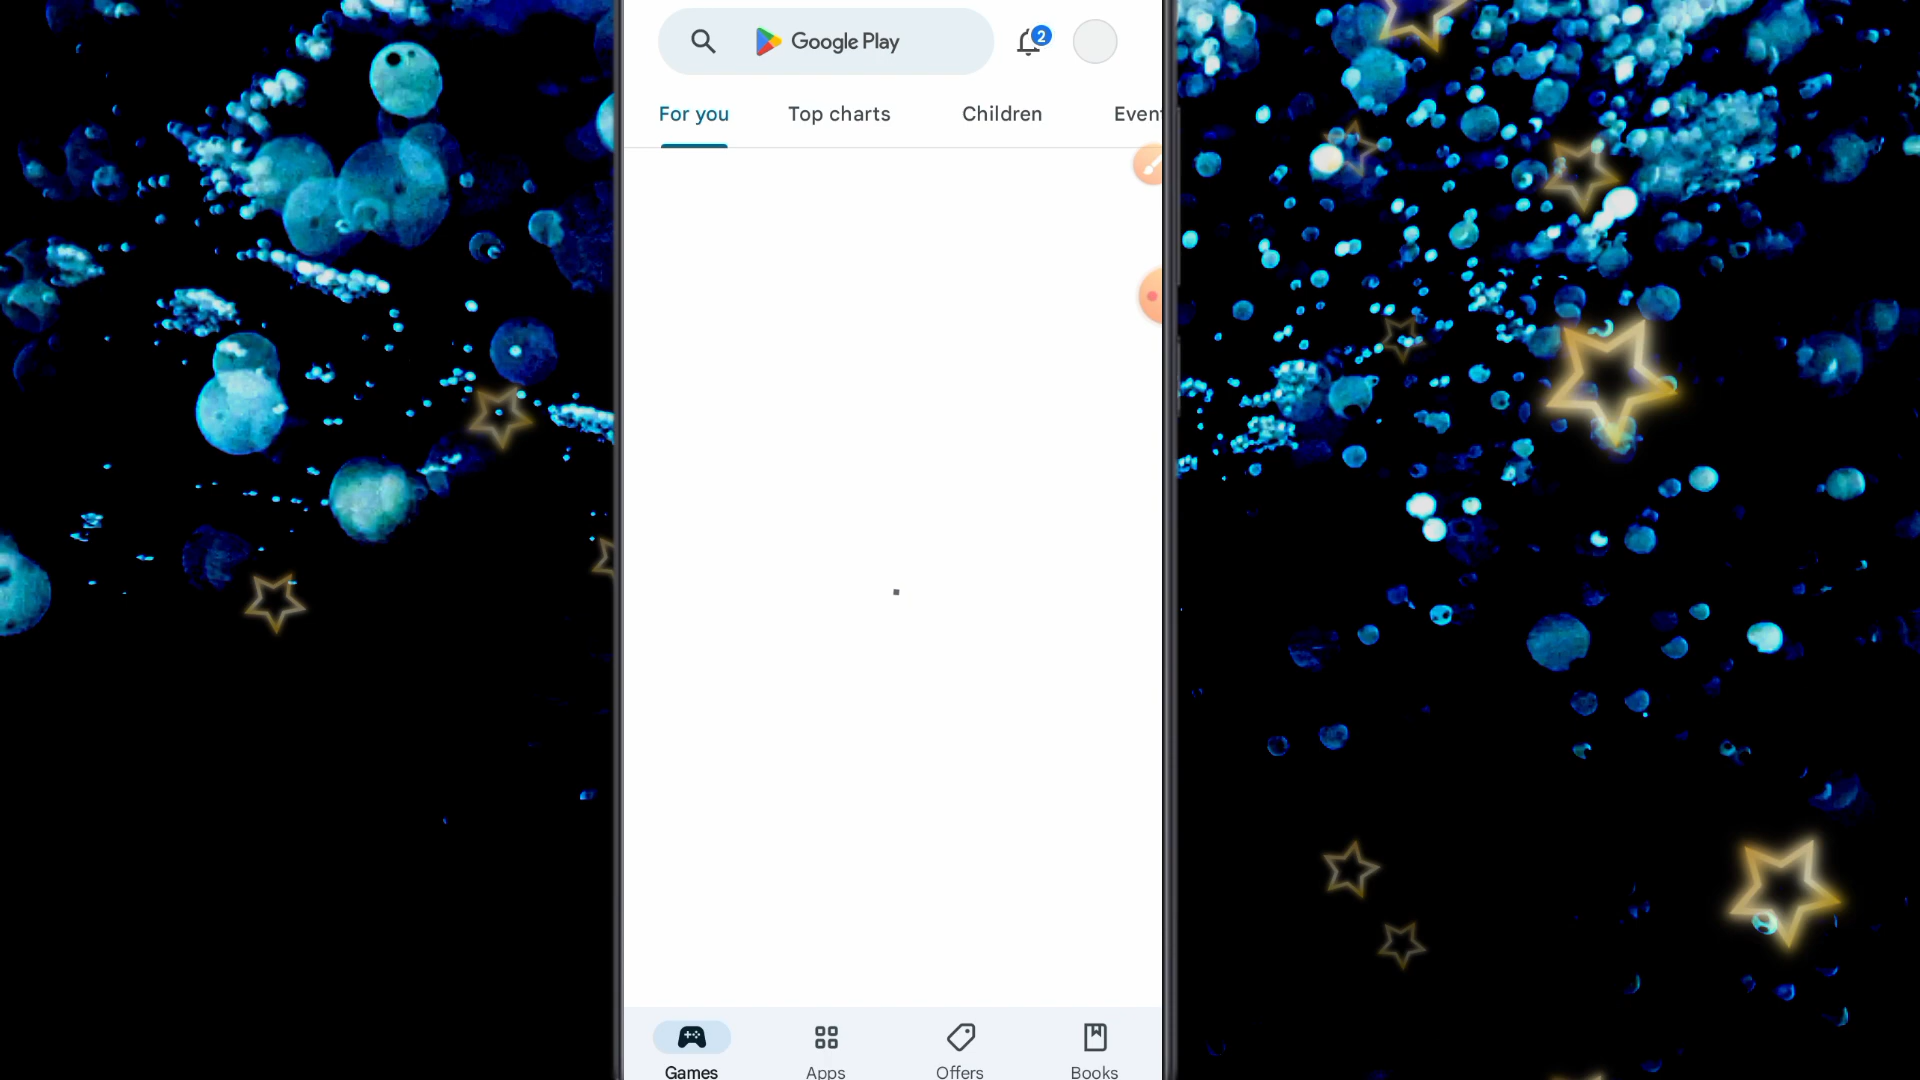 Google Play
2
For you
Top charts
Children
Games
Apps
Offers
Books